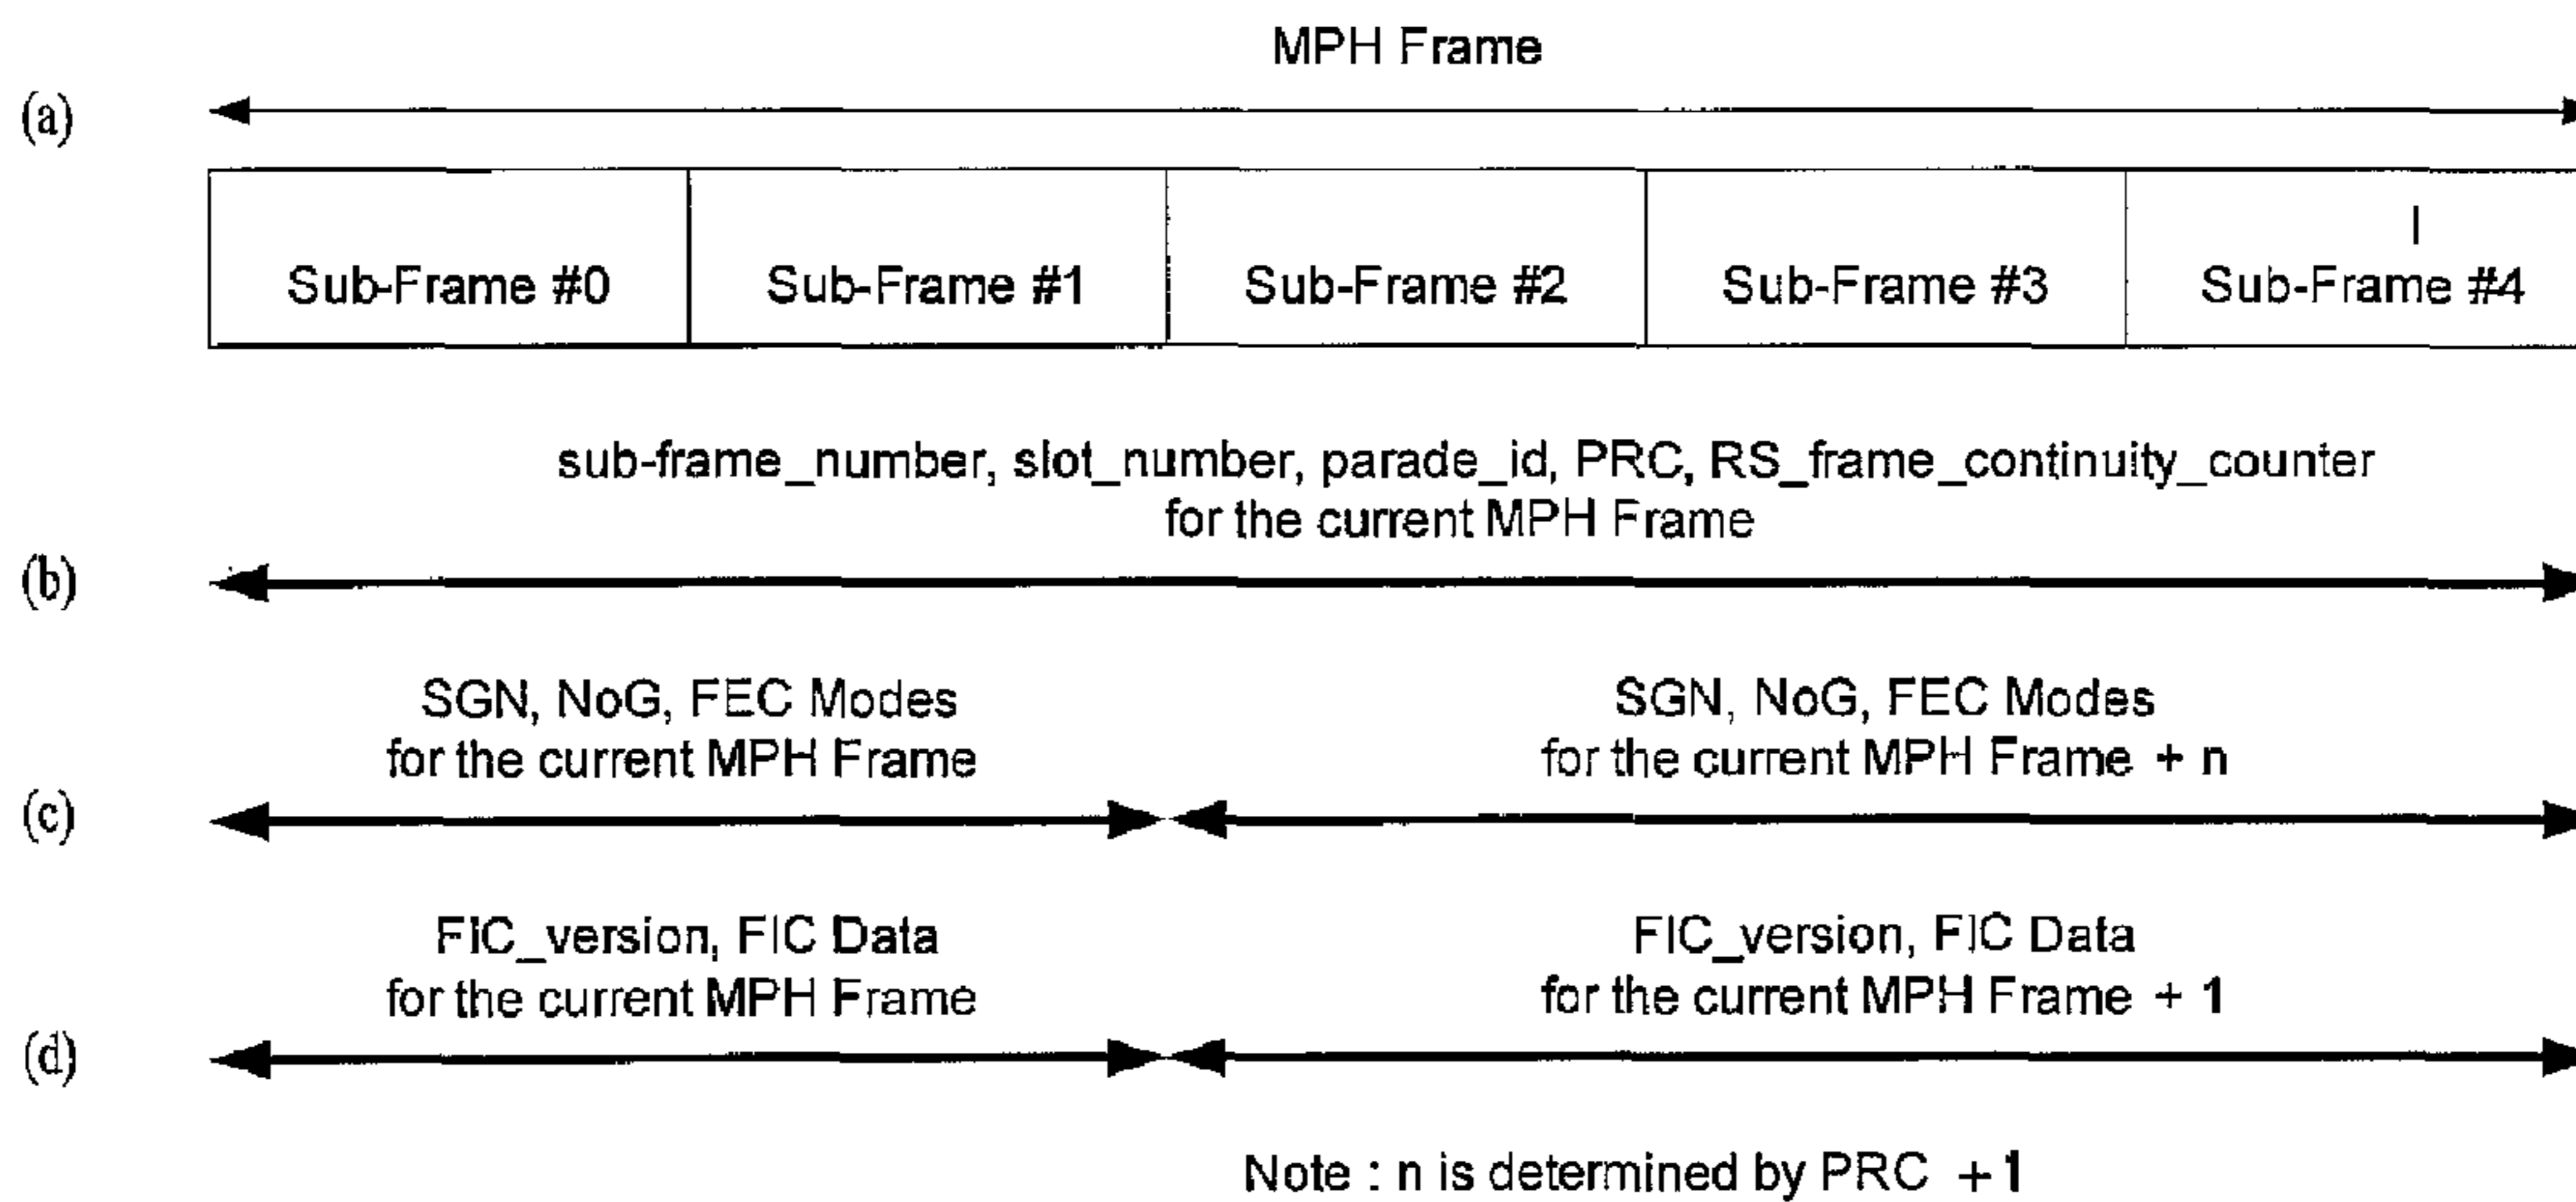 MPH Frame
(a)
Sub-Frame #0 Sub-Frame #1 Sub-Frame #2 Sub-Frame #3 Sub-Frame #4
sub-frame_number, slot_number, parade_id, PRC, RS_frame_continuity_counter
for the current MPH Frame
(b)
SGN, NoG, FEC Modes
for the current MPH Frame
SGN, NoG, FEC Modes
for the current MPH Frame + n
(c)
FIC_version, FIC Data
for the current MPH Frame
FIC_version, FIC Data
for the current MPH Frame + 1
(d)
Note : n is determined by PRC +1